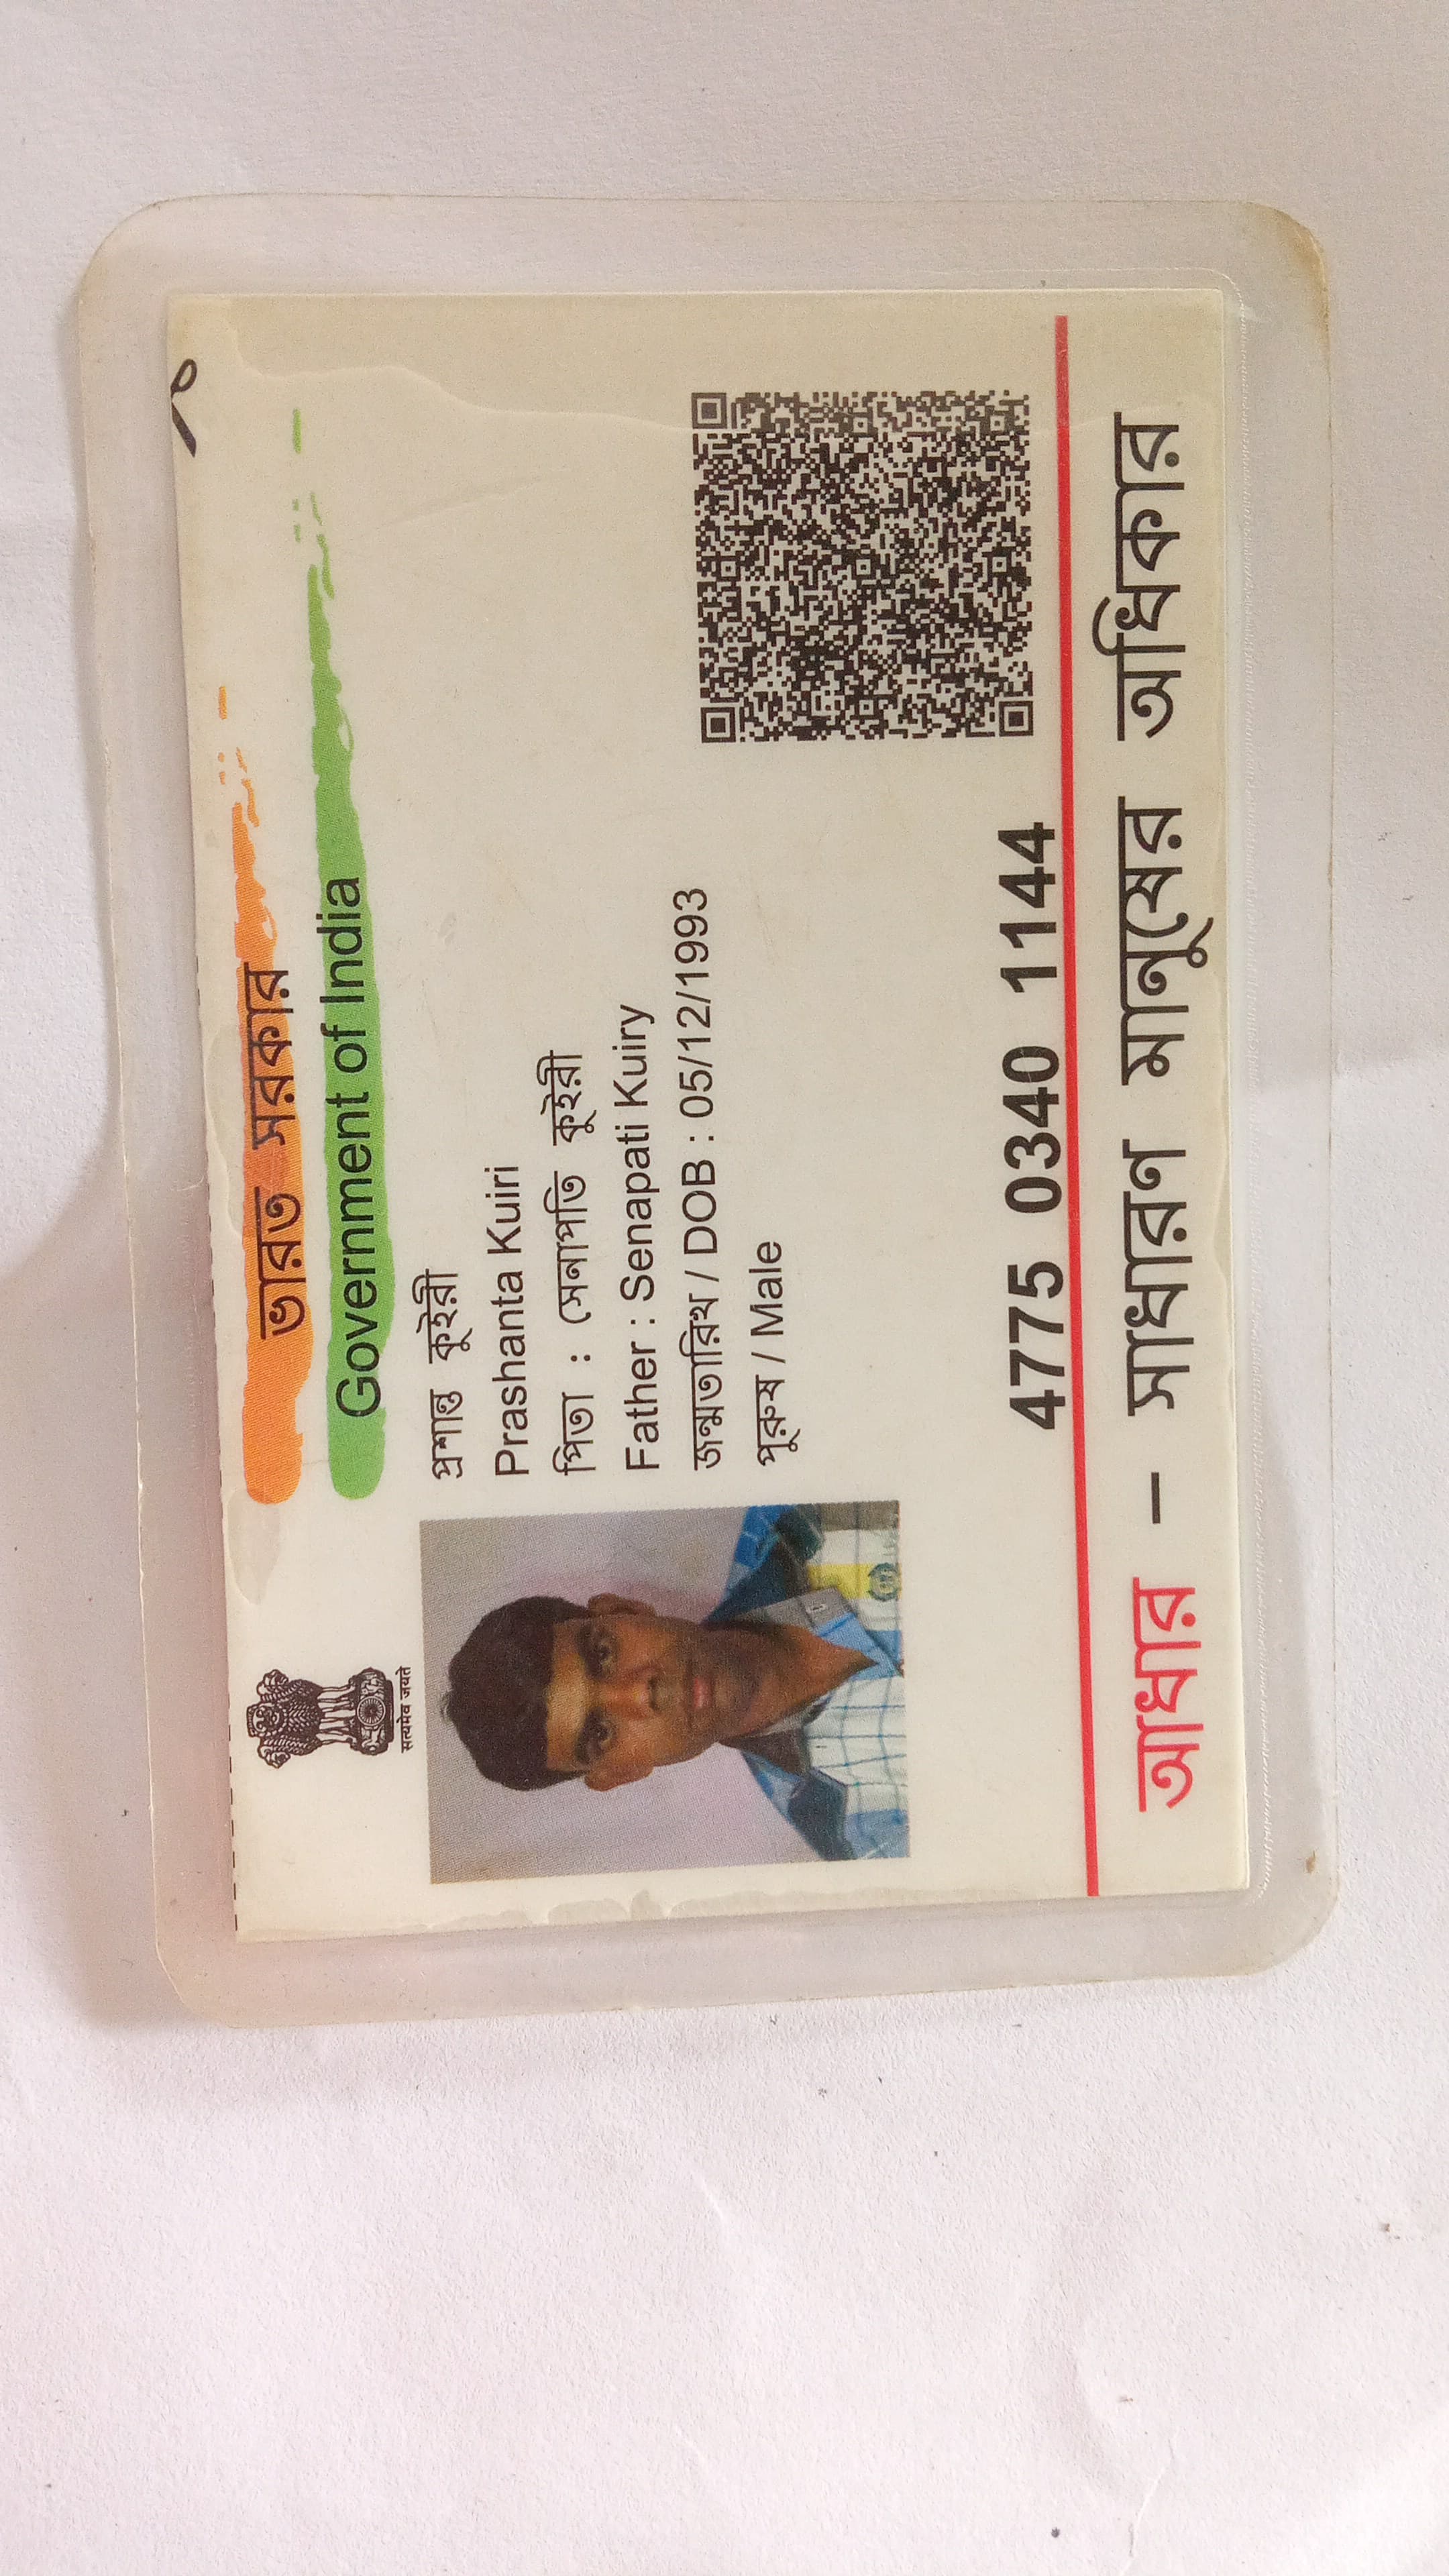 ভারত সরকার
Government of India
सत्यमेव जयते
প্রশান্ত কুইরী
Prashanta Kuiri
পিতা : সেনাপতি কুইরী
Father : Senapati Kuiry
জন্মতারিখ / DOB : 05/12/1993
পুরুষ / Male
4775 0340 1144
আধার – সাধারণ মানুষের অধিকার